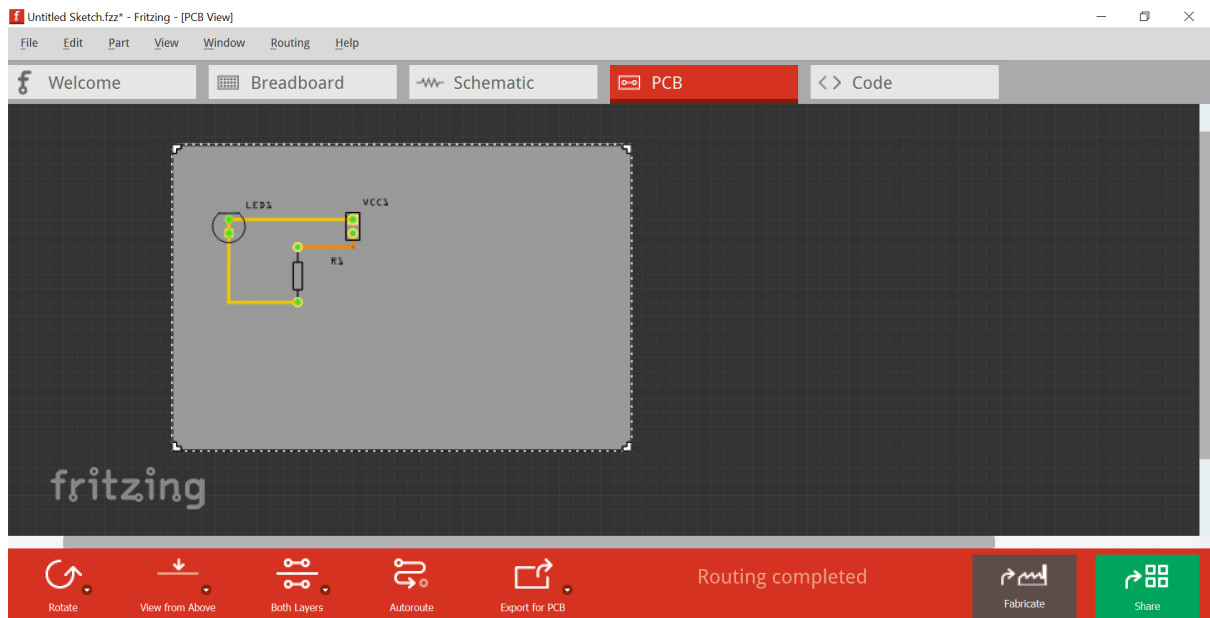 Untitled Sketch.fzz* - Fritzing - [PCB View]
File Edit Part View Window Routing Help
Welcome Breadboard Schematic PCB Code
LED1 VCC1
R1
fritzing
Routing completed
Rotate View from Above Both Layers Autoroute Export for PCB Fabricate Share